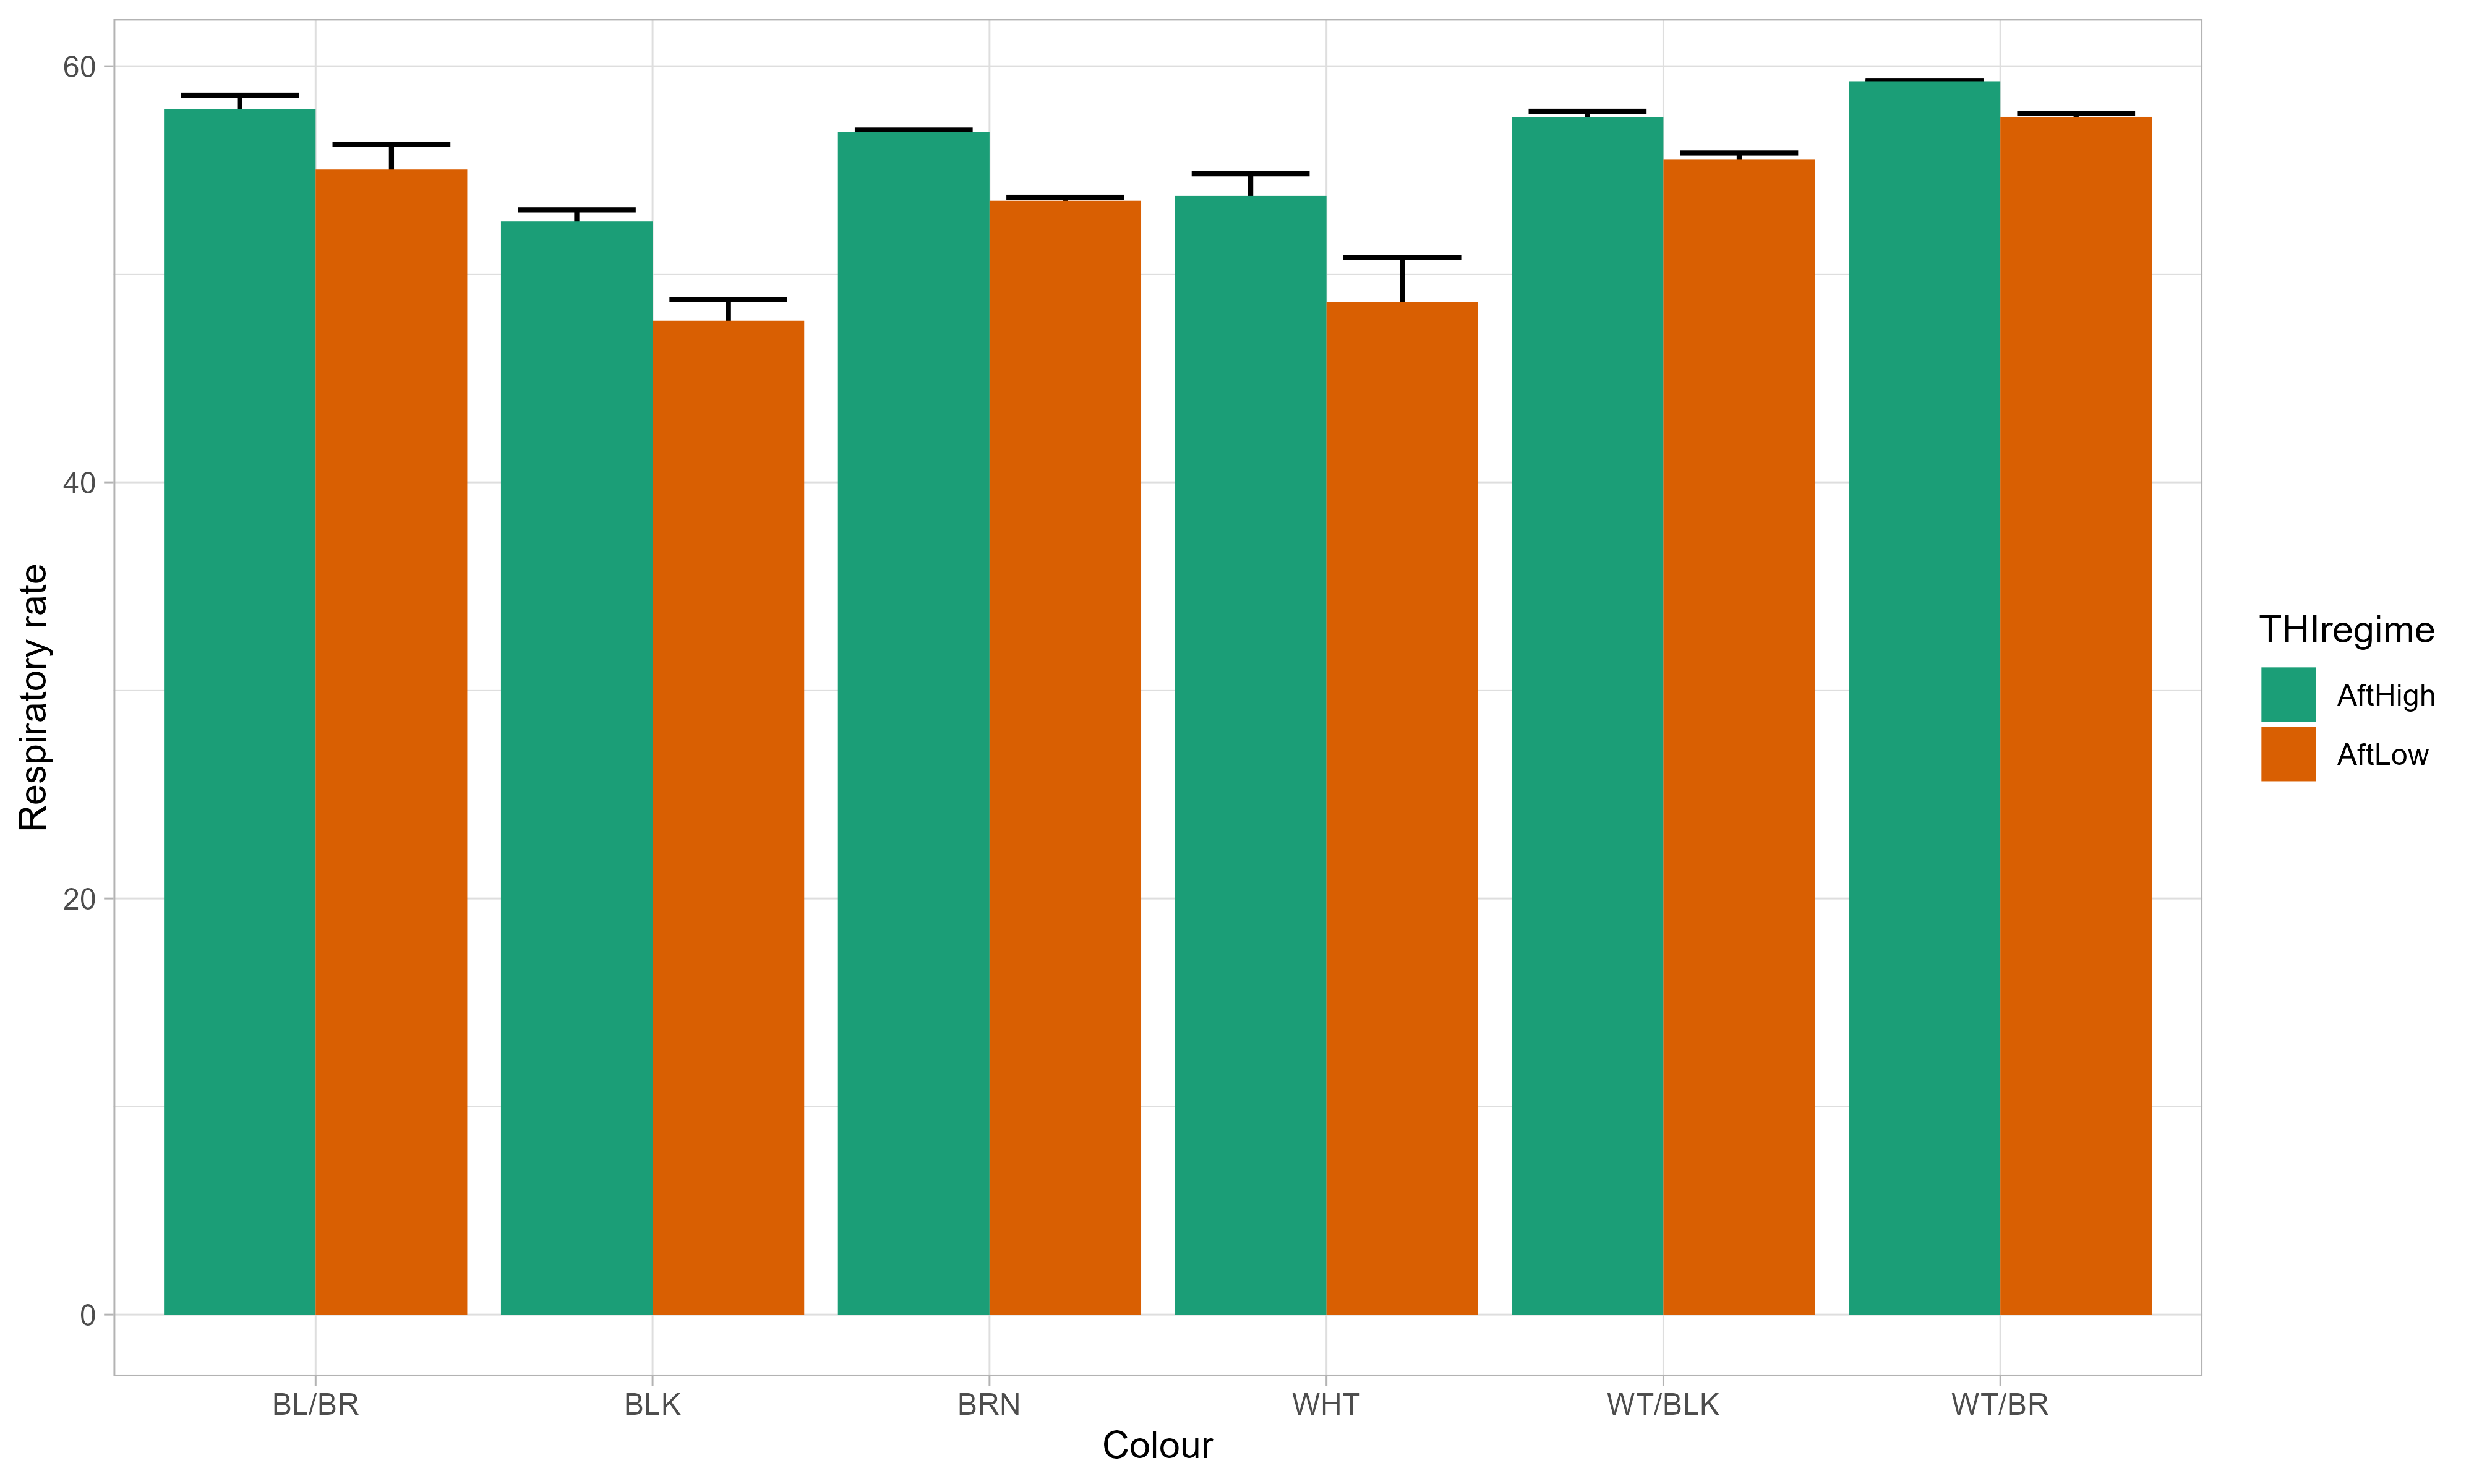 60
40
20
0
Respiratory rate
BL/BR BLK BRN WHT WT/BLK WT/BR
Colour
THIregime
AftHigh
AftLow